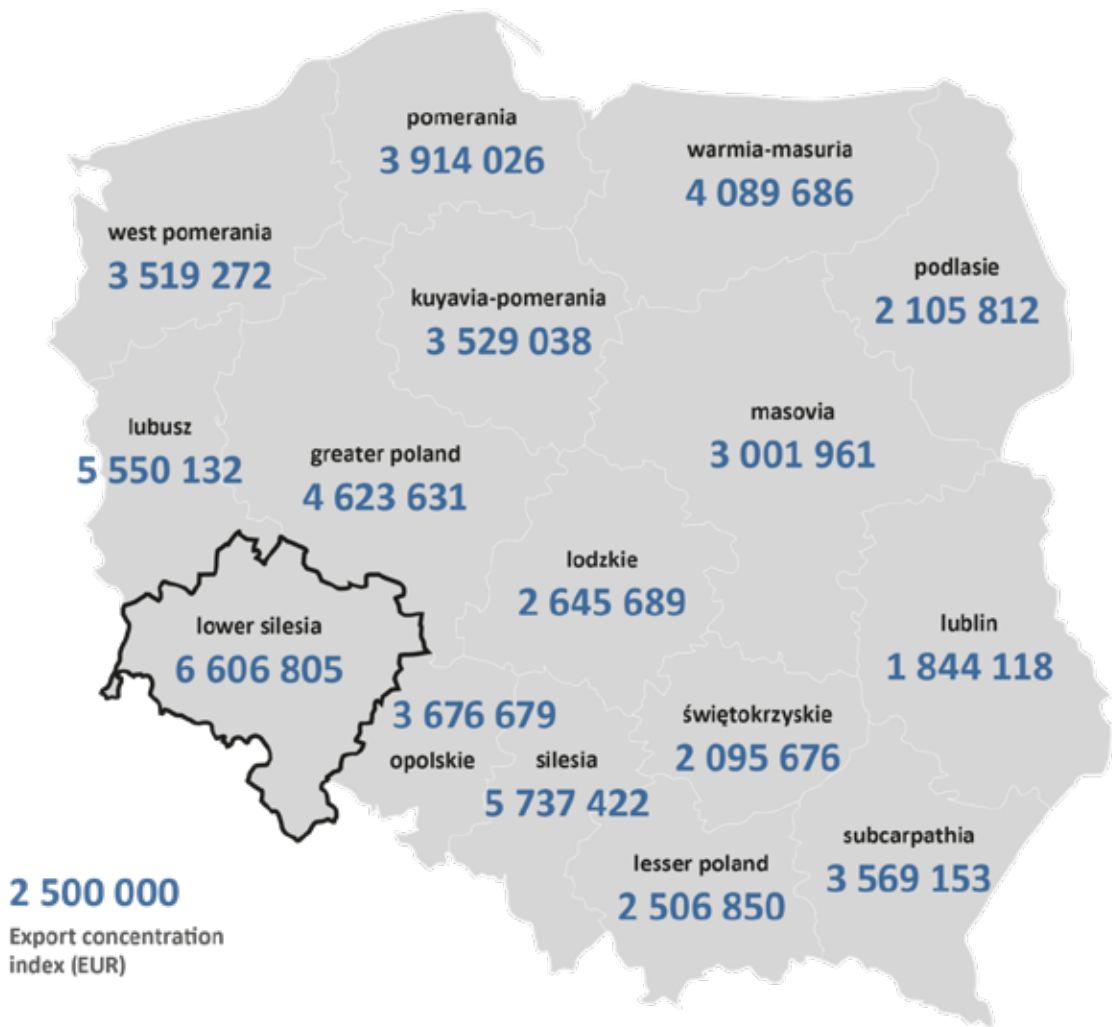 pomerania
3 914 026
warmia-masuria
4 089 686
west pomerania
3 519 272
podlasie
2 105 812
kuyavia-pomerania
3 529 038
masovia
3 001 961
lubusz
5 550 132
greater poland
4 623 631
lodzkie
2 645 689
lower silesia
6 606 805
lublin
1 844 118
3 676 679
opolskie
silesia
5 737 422
świętokrzyskie
2 095 676
subcarpathia
3 569 153
lesser poland
2 506 850
2 500 000
Export concentration
index (EUR)